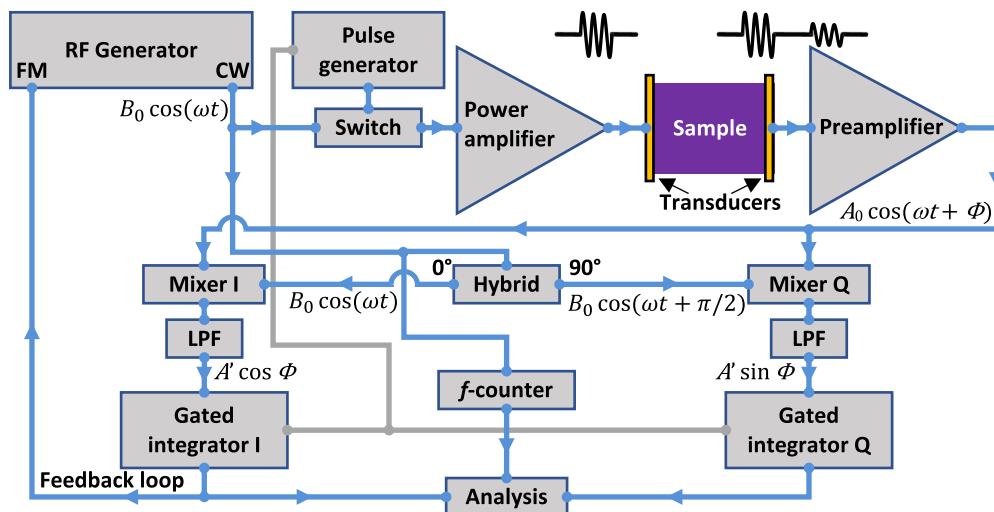 RF Generator
FM
CW
Pulse
generator
Switch
Power
amplifier
Sample
Transducers
Preamplifier
B₀ cos(ωt)
A₀ cos(ωt + Φ)
Mixer I
0°
Hybrid
90°
Mixer Q
B₀ cos(ωt)
B₀ cos(ωt + π/2)
LPF
LPF
A' cos Φ
A' sin Φ
f-counter
Gated
integrator I
Gated
integrator Q
Feedback loop
Analysis